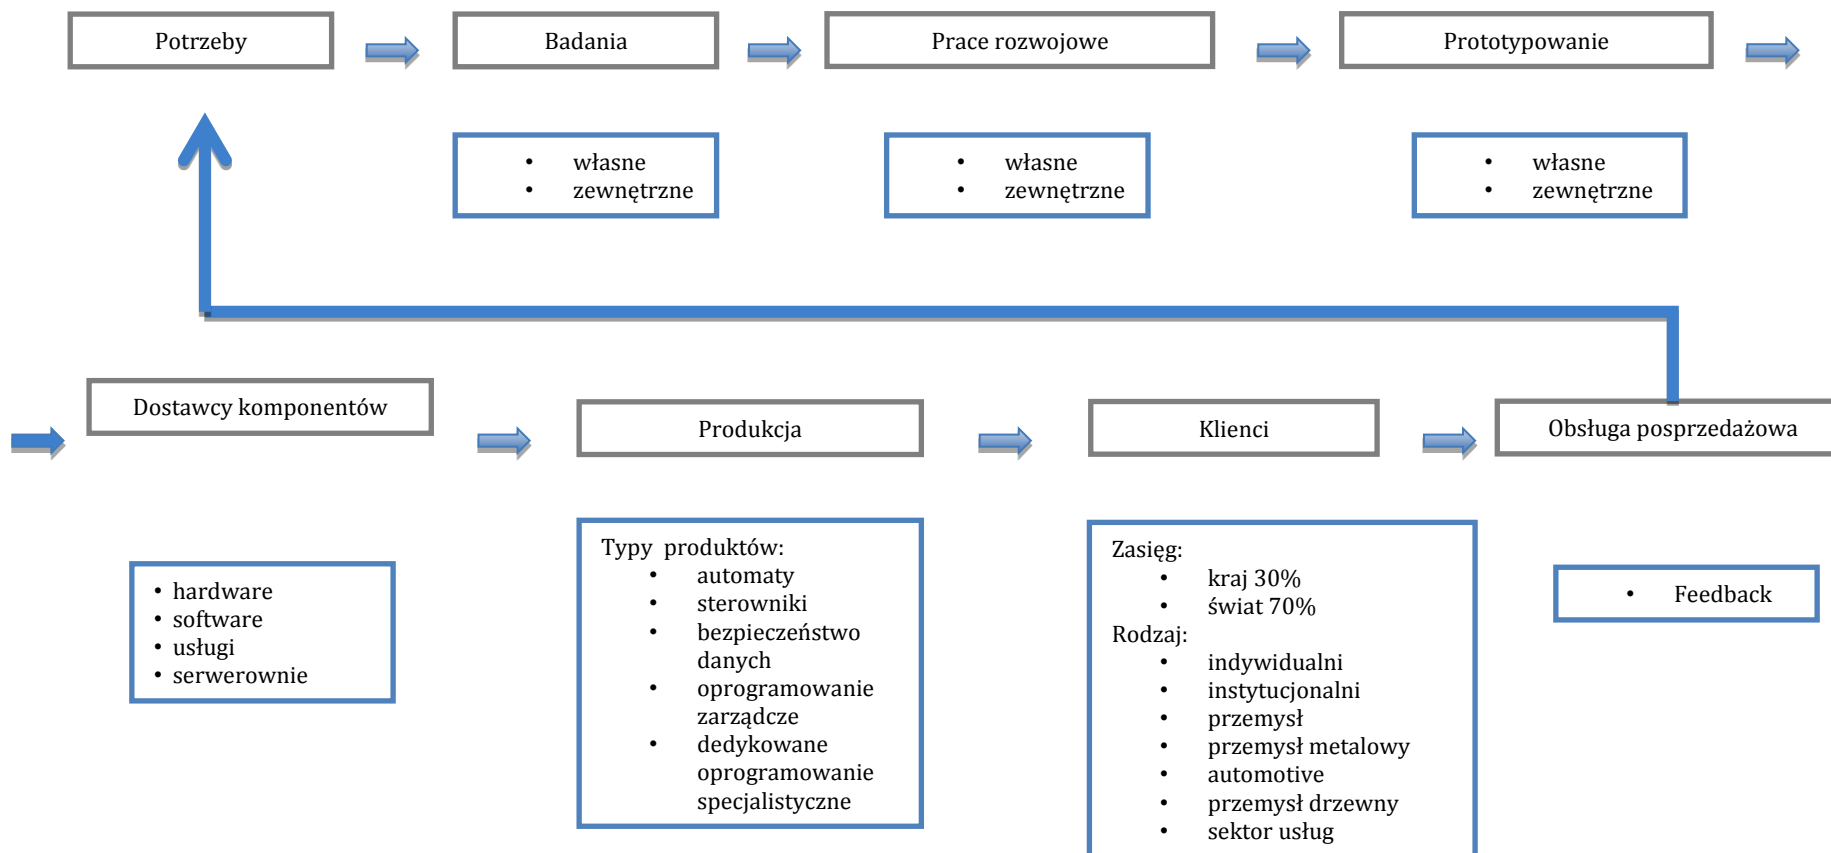 Potrzeby
Badania
Prace rozwojowe
Prototypowanie
• własne
• zewnętrzne
• własne
• zewnętrzne
• własne
• zewnętrzne
Dostawcy komponentów
Produkcja
Klienci
Obsługa posprzedażowa
• hardware
• software
• usługi
• serwerownie
Typy produktów:
• automaty
• sterowniki
• bezpieczeństwo
danych
• oprogramowanie
zarządcze
• dedykowane
oprogramowanie
specjalistyczne
Zasięg:
• kraj 30%
• świat 70%
Rodzaj:
• indywidualni
• instytucjonalni
• przemysł
• przemysł metalowy
• automotive
• przemysł drzewny
• sektor usług
• Feedback